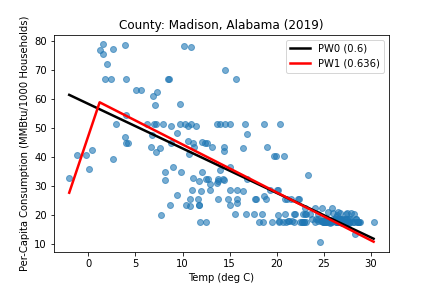 County: Madison, Alabama (2019)
Per-Capita Consumption (MMBtu/1000 Households)
80
70
60
50
40
30
20
10
PW0 (0.6)
PW1 (0.636)
0 5 10 15 20 25 30
Temp (deg C)